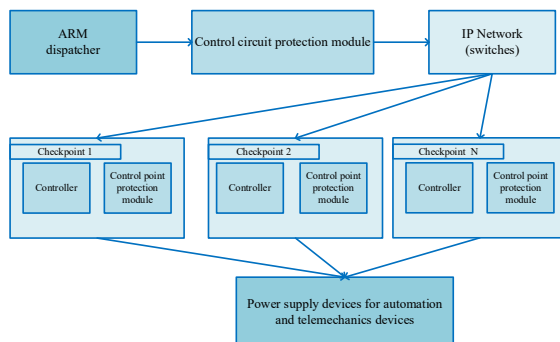 ARM
dispatcher
Control circuit protection module
IP Network
(switches)
Checkpoint 1
Controller
Control point
protection
module
Checkpoint 2
Controller
Control point
protection
module
Checkpoint N
Controller
Control point
protection
module
Power supply devices for automation
and telemechanics devices